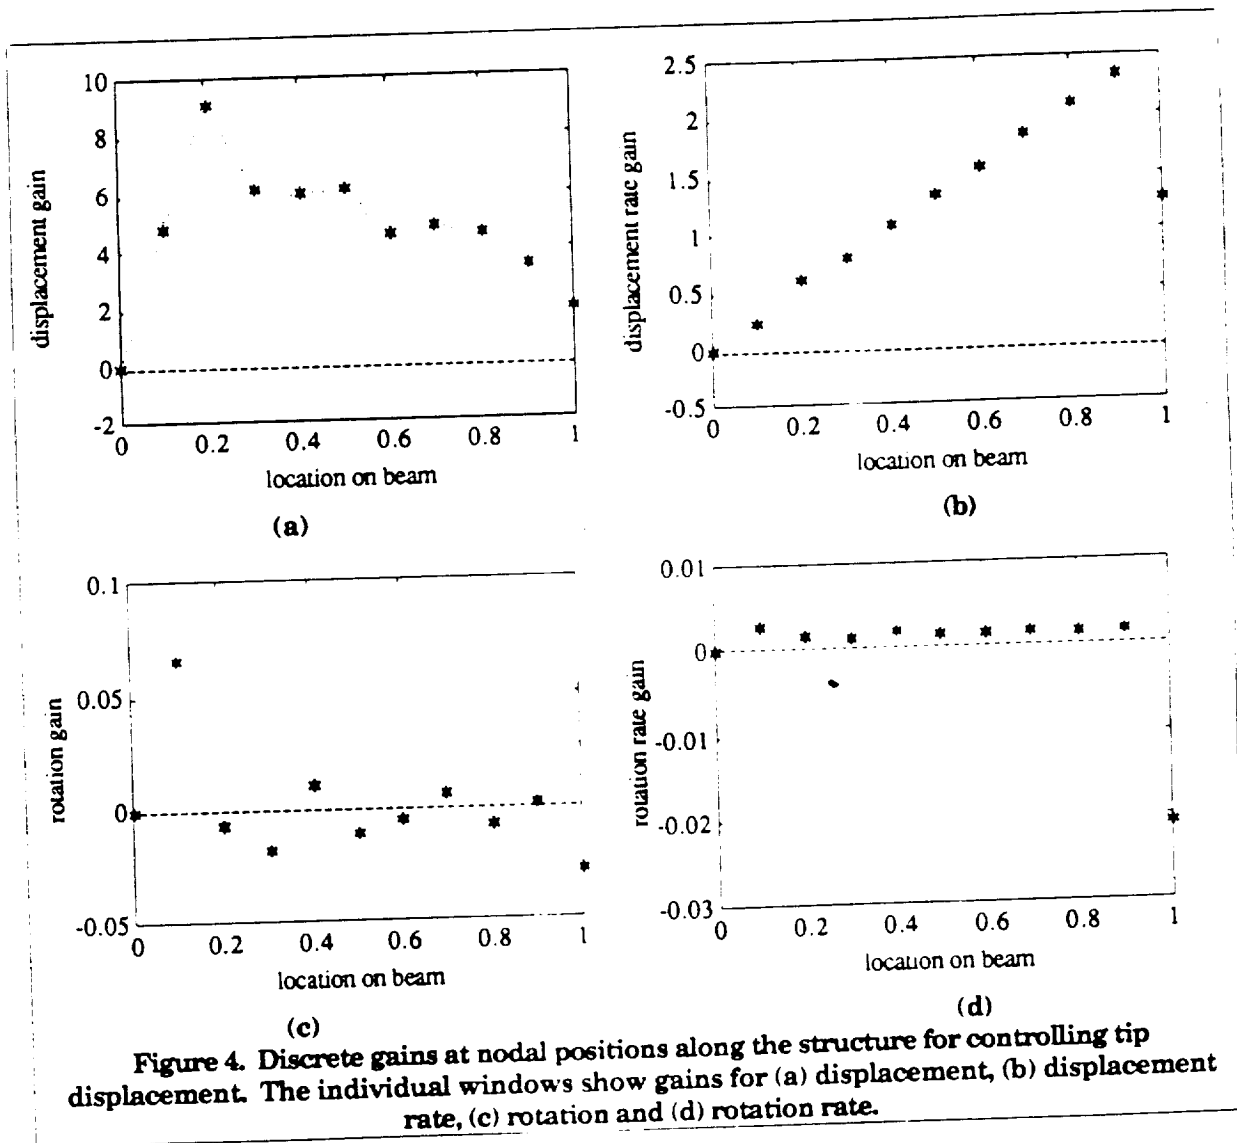 10
8
6
4
2
0
-2
0 0.2 0.4 0.6 0.8 1
displacement gain
location on beam
(a)
2.5
2
1.5
1
0.5
0
-0.5
0 0.2 0.4 0.6 0.8 1
displacement rate gain
location on beam
(b)
0.1
0.05
0
-0.05
0 0.2 0.4 0.6 0.8 1
rotation gain
location on beam
(c)
0.01
0
-0.01
-0.02
-0.03
0 0.2 0.4 0.6 0.8 1
rotation rate gain
location on beam
(d)
Figure 4. Discrete gains at nodal positions along the structure for controlling tip
displacement. The individual windows show gains for (a) displacement, (b) displacement
rate, (c) rotation and (d) rotation rate.